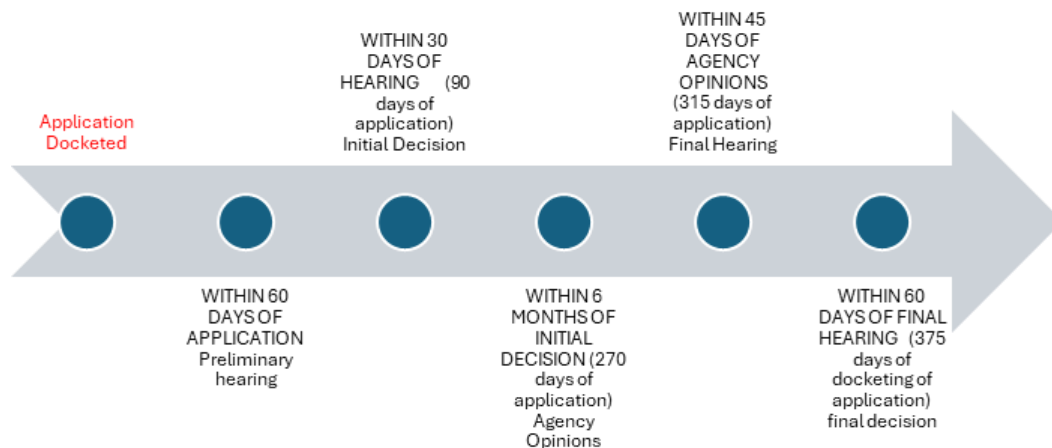 Application
Docketed
WITHIN 60
DAYS OF
APPLICATION
Preliminary
hearing
WITHIN 30
DAYS OF
HEARING (90
days of
application)
Initial Decision
WITHIN 6
MONTHS OF
INITIAL
DECISION (270
days of
application)
Agency
Opinions
WITHIN 45
DAYS OF
AGENCY
OPINIONS
(315 days of
application)
Final Hearing
WITHIN 60
DAYS OF FINAL
HEARING (375
days of
docketing of
application)
final decision